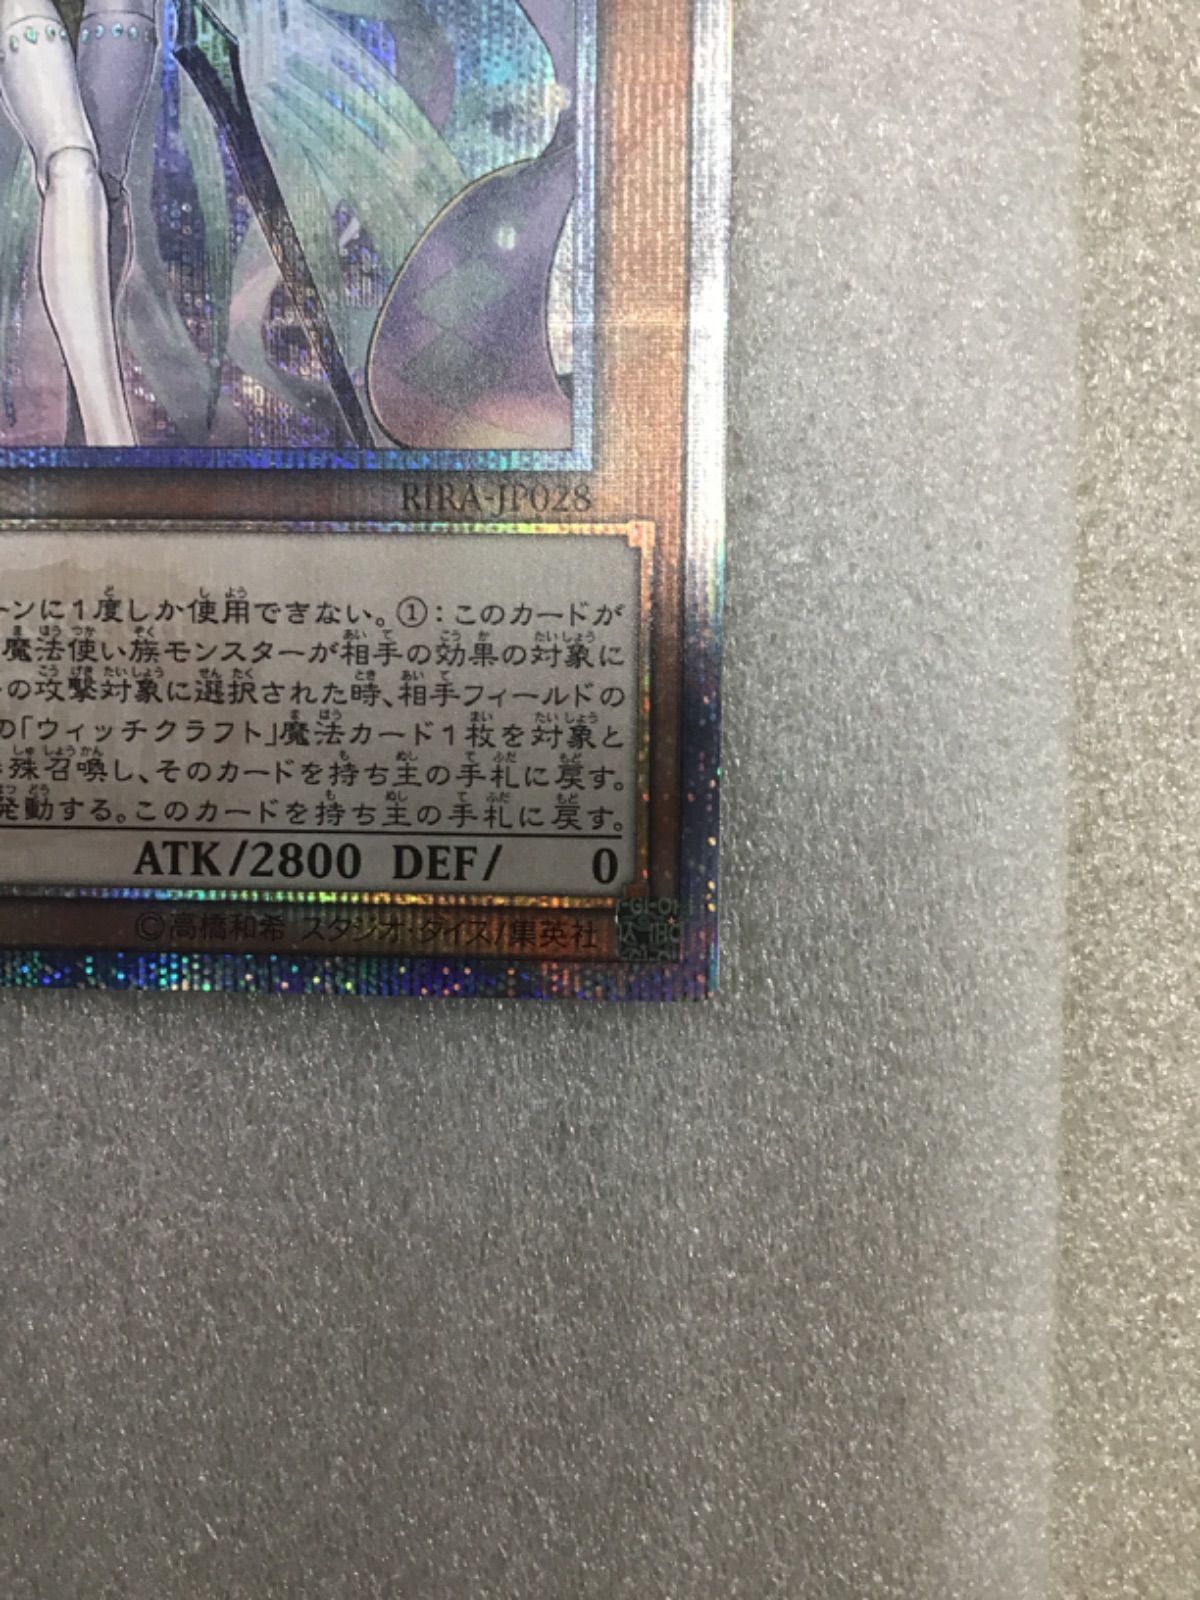 RIRA-JP028
ーンに1度しか使用できない。①：このカードが
魔法使い族モンスターが相手の効果の対象に
の攻撃対象に選択された時、相手フィールドの
の「ウィッチクラフト」魔法カード1枚を対象と
殊召喚し、そのカードを持ち主の手札に戻す。
発動する。このカードを持ち主の手札に戻す。
ATK/2800 DEF/ 0
©高橋和希 スタジオ・ダイス/集英社